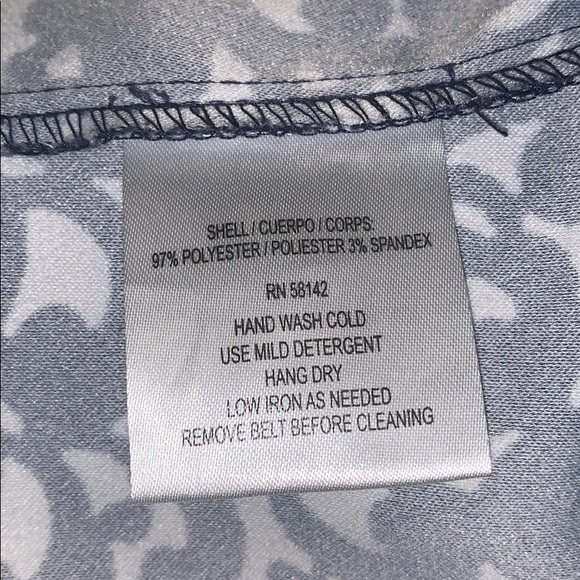 SHELL / CUERPO / CORPS:
97% POLYESTER / POLIESTER 3% SPANDEX
RN 58142
HAND WASH COLD
USE MILD DETERGENT
HANG DRY
LOW IRON AS NEEDED
REMOVE BELT BEFORE CLEANING